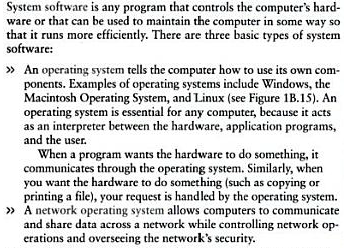 System software is any program that controls the computer's hard-
ware or that can be used to maintain the computer in some way so
that it runs more efficiently. There are three basic types of system
software:
» An operating system tells the computer how to use its own com-
ponents. Examples of operating systems include Windows, the
Macintosh Operating System, and Linux (see Figure 1B.15). An
operating system is essential for any computer, because it acts
as an interpreter between the hardware, application programs,
and the user.
When a program wants the hardware to do something, it
communicates through the operating system. Similarly, when
you want the hardware to do something (such as copying or
printing a file), your request is handled by the operating system.
» A network operating system allows computers to communicate
and share data across a network while controlling network op-
erations and overseeing the network's security.